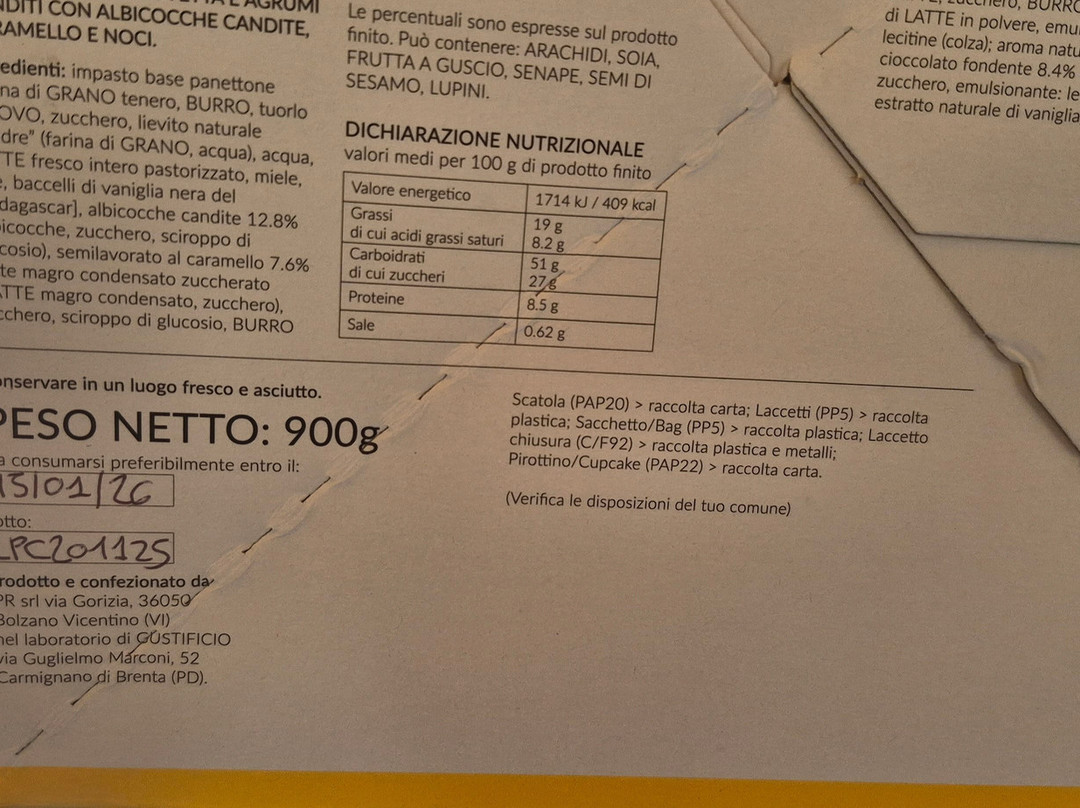 NDITI CON ALBICOCCHE CANDITE,
RAMELLO E NOCI.
edienti: impasto base panettone
na di GRANO tenero, BURRO, tuorlo
OVO, zucchero, lievito naturale
dre” (farina di GRANO, acqua), acqua,
TTE fresco intero pastorizzato, miele,
e, baccelli di vaniglia nera del
dagascar], albicocche candite 12.8%
icocche, zucchero, sciroppo di
cosio), semilavorato al caramello 7.6%
te magro condensato zuccherato
ATTE magro condensato, zucchero),
cchero, sciroppo di glucosio, BURRO
Le percentuali sono espresse sul prodotto
finito. Può contenere: ARACHIDI, SOIA,
FRUTTA A GUSCIO, SENAPE, SEMI DI
SESAMO, LUPINI.
DICHIARAZIONE NUTRIZIONALE
valori medi per 100 g di prodotto finito
Valore energetico 1714 kJ / 409 kcal
Grassi 19 g
di cui acidi grassi saturi 8.2 g
Carboidrati 51 g
di cui zuccheri 27 g
Proteine 8.5 g
Sale 0.62 g
zucchero, BURRO
di LATTE in polvere, emu
lecitine (colza); aroma natu
cioccolato fondente 8.4%
zucchero, emulsionante: le
estratto naturale di vaniglia
onservare in un luogo fresco e asciutto.
PESO NETTO: 900g
a consumarsi preferibilmente entro il:
15/01/26
otto:
LPC201125
rodotto e confezionato da
PR srl via Gorizia, 36050
Bolzano Vicentino (VI)
nel laboratorio di GUSTIFICIO
via Guglielmo Marconi, 52
Carmignano di Brenta (PD).
Scatola (PAP20) > raccolta carta; Laccetti (PP5) > raccolta
plastica; Sacchetto/Bag (PP5) > raccolta plastica; Laccetto
chiusura (C/F92) > raccolta plastica e metalli;
Pirottino/Cupcake (PAP22) > raccolta carta.
(Verifica le disposizioni del tuo comune)